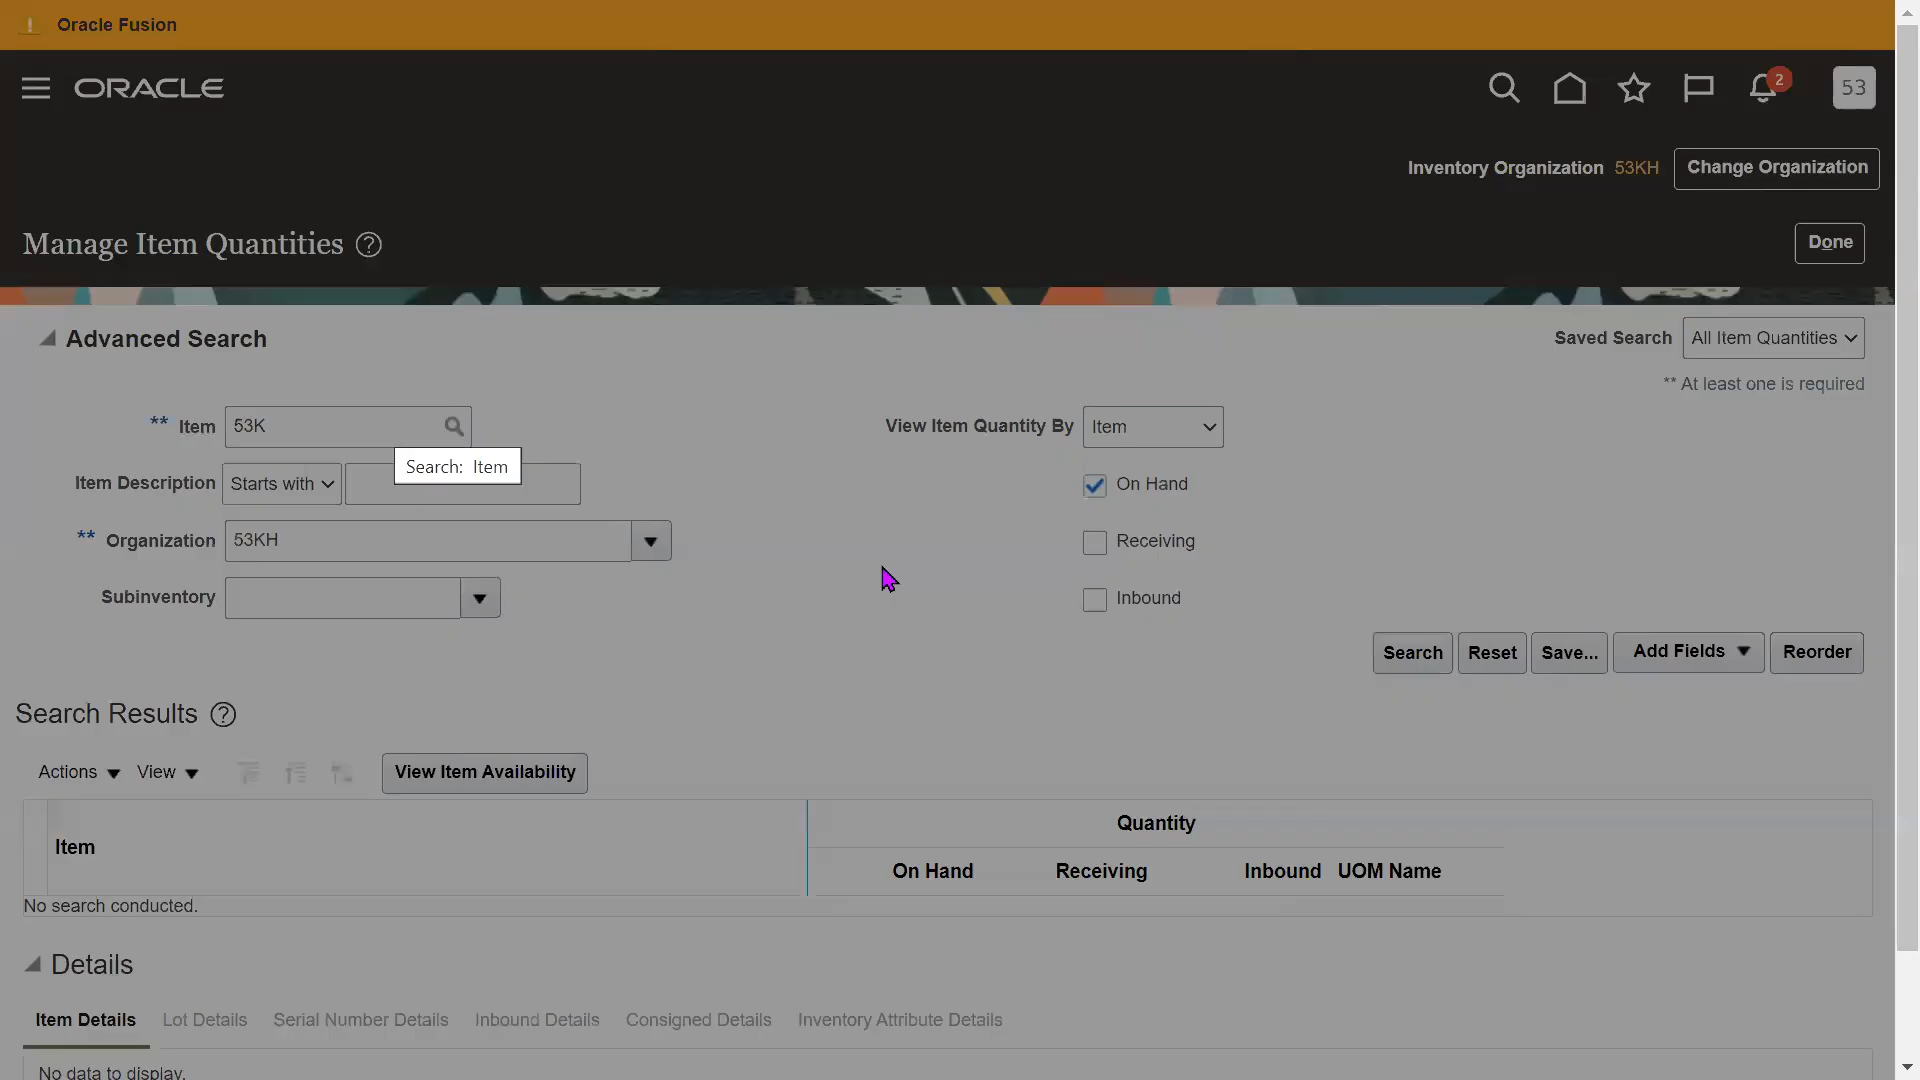 Oracle Fusion
ORACLE
2
53
Inventory Organization 53KH Change Organization
Manage Item Quantities ?
Done
Advanced Search
Saved Search All Item Quantities
** At least one is required
** Item 53K
View Item Quantity By Item
Search: Item
Item Description Starts with
On Hand
** Organization 53KH
Receiving
Subinventory
Inbound
Search Reset Save... Add Fields Reorder
Search Results ?
Actions View View Item Availability
Quantity
Item
On Hand Receiving Inbound UOM Name
No search conducted.
Details
Item Details Lot Details Serial Number Details Inbound Details Consigned Details Inventory Attribute Details
No data to display.